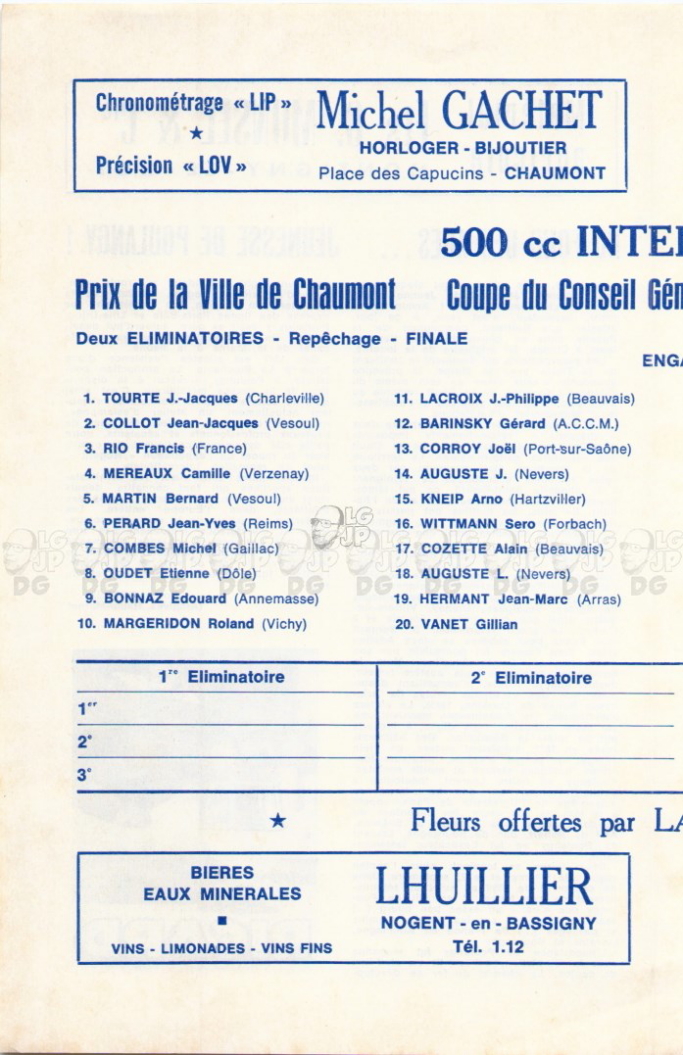 Chronométrage « LIP »
★
Précision « LOV »
Michel GACHET
HORLOGER - BIJOUTIER
Place des Capucins - CHAUMONT
500 cc INTER
Prix de la Ville de Chaumont Coupe du Conseil Gén
Deux ELIMINATOIRES - Repêchage - FINALE
ENGA
1. TOURTE J.-Jacques (Charleville)
2. COLLOT Jean-Jacques (Vesoul)
3. RIO Francis (France)
4. MEREAUX Camille (Verzenay)
5. MARTIN Bernard (Vesoul)
6. PERARD Jean-Yves (Reims)
7. COMBES Michel (Gaillac)
8. OUDET Etienne (Dôle)
9. BONNAZ Edouard (Annemasse)
10. MARGERIDON Roland (Vichy)
11. LACROIX J.-Philippe (Beauvais)
12. BARINSKY Gérard (A.C.C.M.)
13. CORROY Joël (Port-sur-Saône)
14. AUGUSTE J. (Nevers)
15. KNEIP Arno (Hartzviller)
16. WITTMANN Sero (Forbach)
17. COZETTE Alain (Beauvais)
18. AUGUSTE L. (Nevers)
19. HERMANT Jean-Marc (Arras)
20. VANET Gillian
1re Eliminatoire 2e Eliminatoire
1er
2e
3e
★ Fleurs offertes par LA
BIERES
EAUX MINERALES
■
VINS - LIMONADES - VINS FINS
LHUILLIER
NOGENT - en - BASSIGNY
Tél. 1.12
LG JP DG